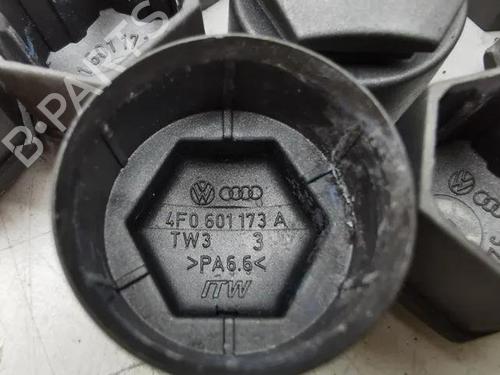 B-PARTS
4F0 601 173 A
TW3 3
>PA6.6<
ITW